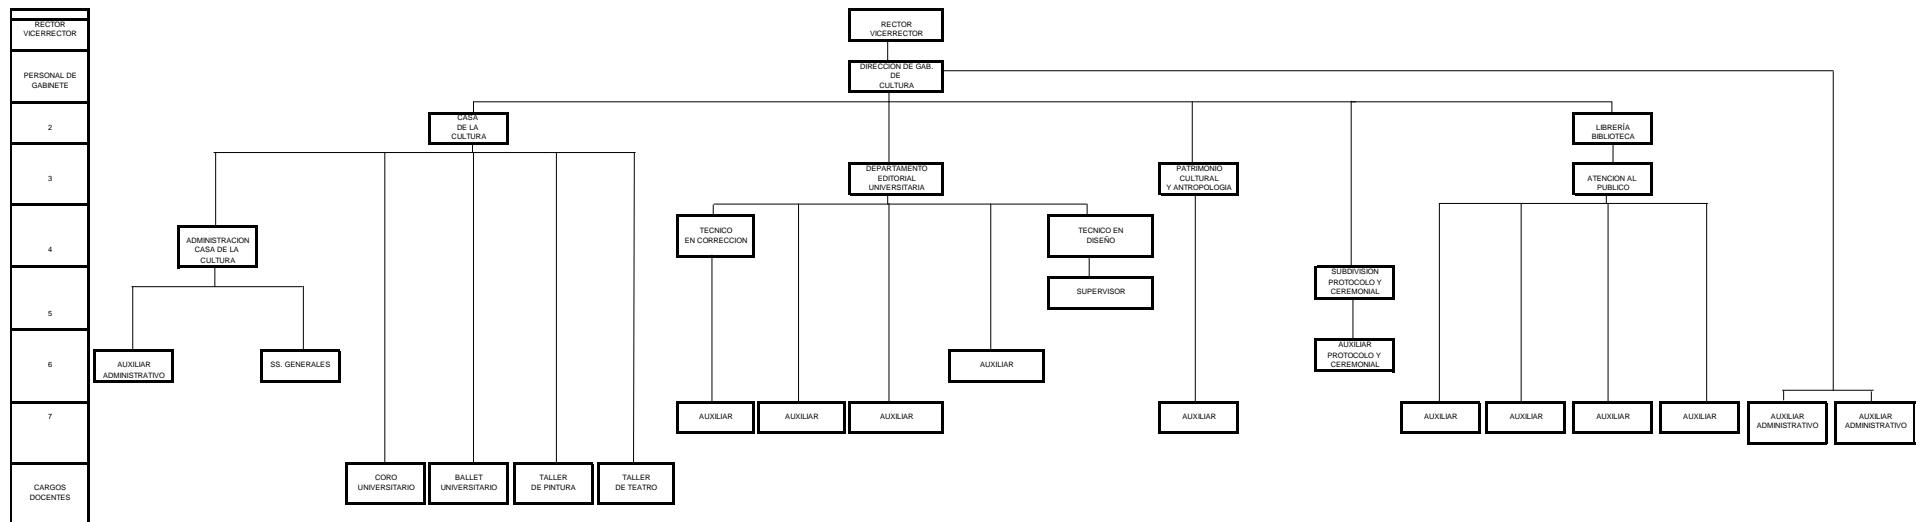 RECTOR
VICERRECTOR
PERSONAL DE
GABINETE
2
3
4
5
6
7
CARGOS
DOCENTES
RECTOR
VICERRECTOR
DIRECCION DE GAB.
DE
CULTURA
CASA
DE LA
CULTURA
LIBRERÍA
BIBLIOTECA
DEPARTAMENTO
EDITORIAL
UNIVERSITARIA
PATRIMONIO
CULTURAL
Y ANTROPOLOGIA
ATENCION AL
PUBLICO
ADMINISTRACION
CASA DE LA
CULTURA
TECNICO
EN CORRECCION
TECNICO EN
DISEÑO
SUPERVISOR
SUBDIVISION
PROTOCOLO Y
CEREMONIAL
AUXILIAR
ADMINISTRATIVO
SS. GENERALES
AUXILIAR
AUXILIAR
PROTOCOLO Y
CEREMONIAL
AUXILIAR
AUXILIAR
AUXILIAR
AUXILIAR
AUXILIAR
AUXILIAR
AUXILIAR
AUXILIAR
AUXILIAR
ADMINISTRATIVO
AUXILIAR
ADMINISTRATIVO
CORO
UNIVERSITARIO
BALLET
UNIVERSITARIO
TALLER
DE PINTURA
TALLER
DE TEATRO